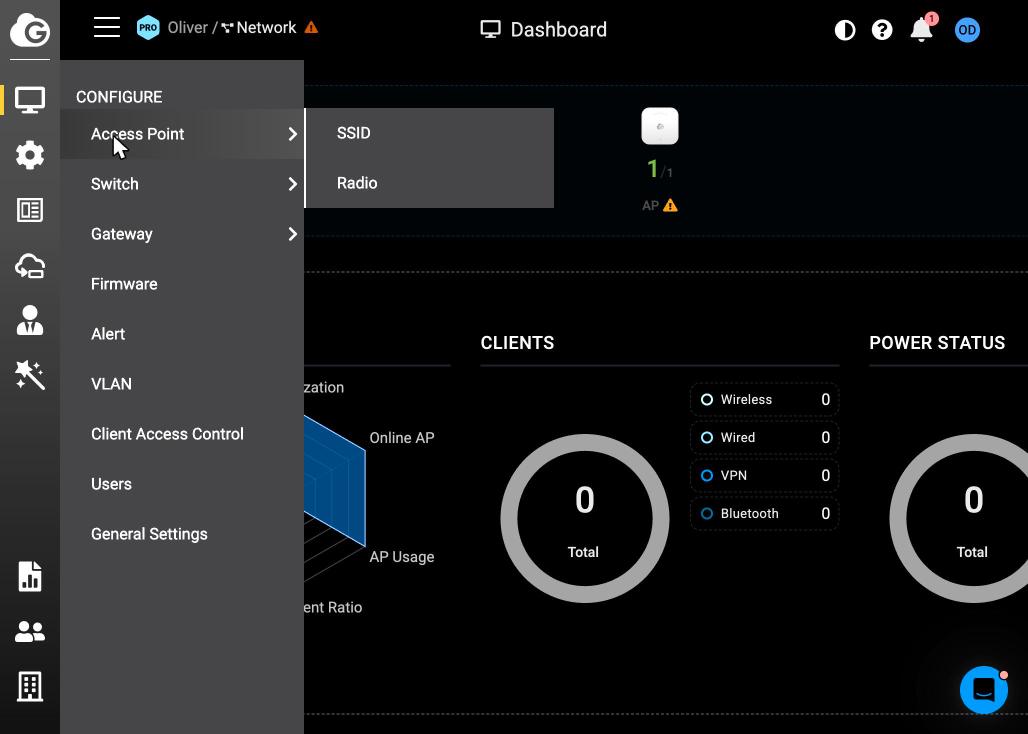 PRO Oliver / Network
Dashboard
1
OD
CONFIGURE
Access Point
SSID
Radio
Switch
Gateway
Firmware
Alert
VLAN
Client Access Control
Users
General Settings
1/1
AP
zation
Online AP
AP Usage
ent Ratio
CLIENTS
0
Total
Wireless 0
Wired 0
VPN 0
Bluetooth 0
POWER STATUS
0
Total